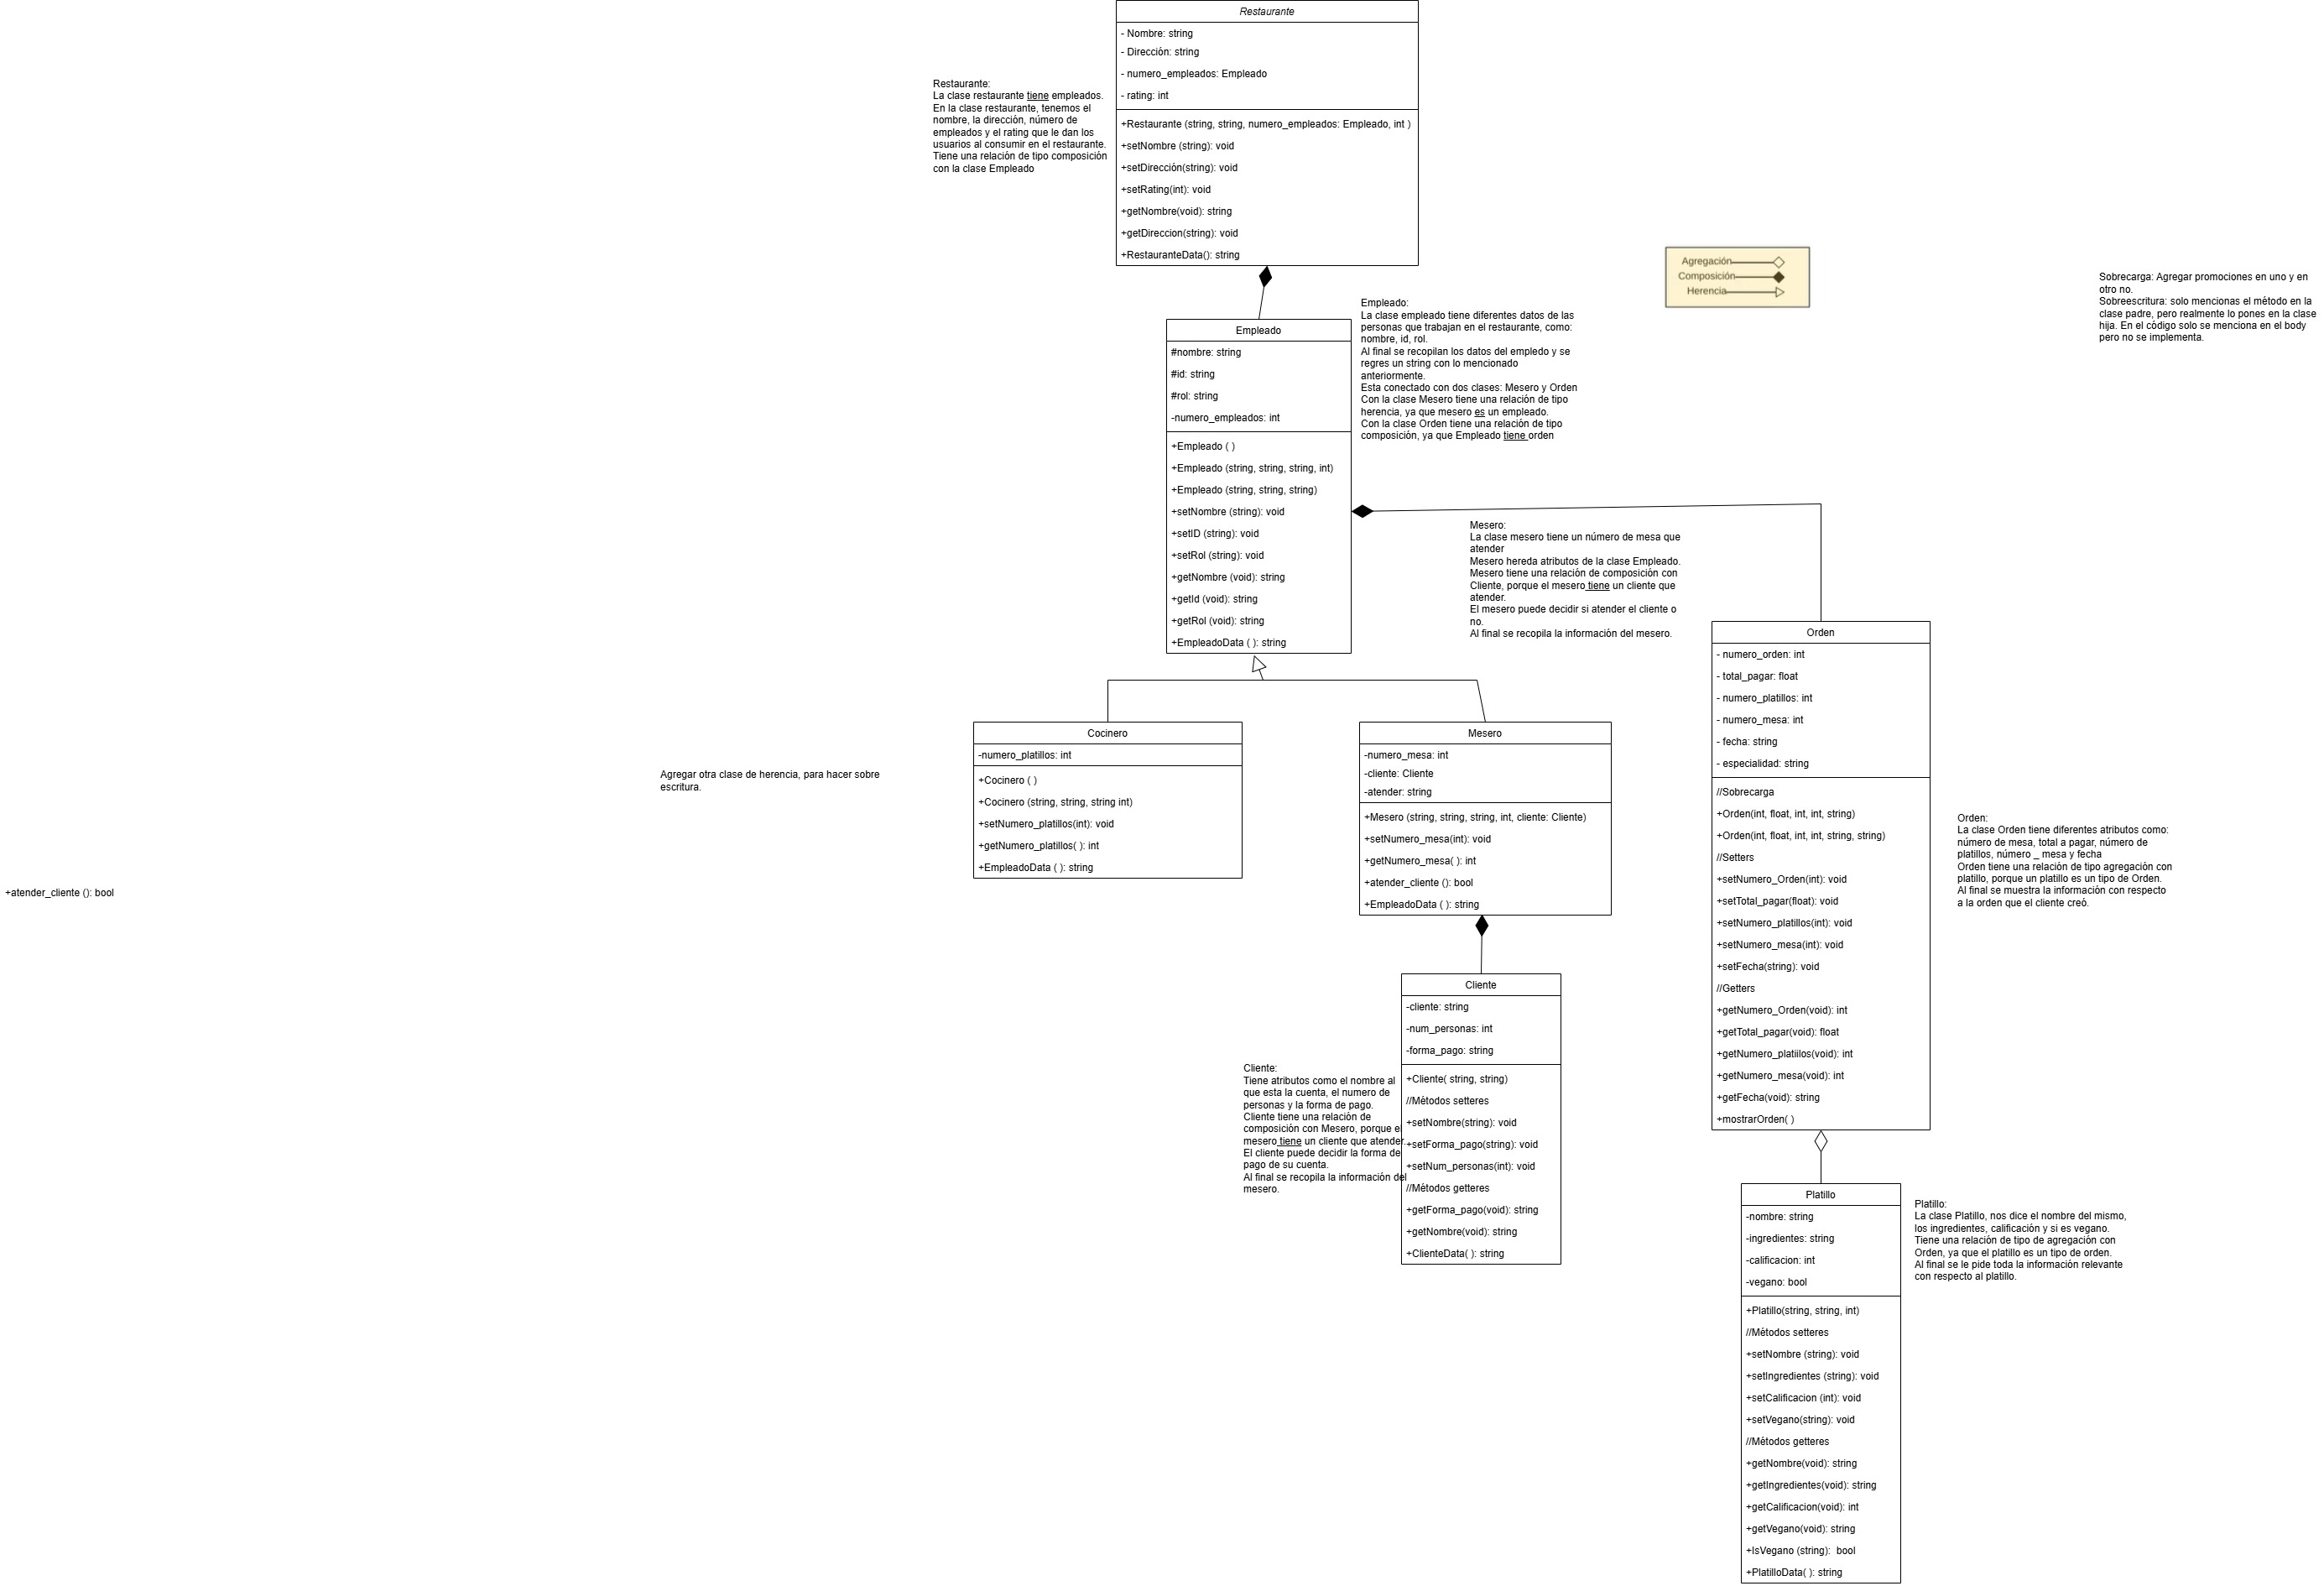 Restaurante
- Nombre: string
- Dirección: string
- numero_empleados: Empleado
- rating: int
+Restaurante (string, string, numero_empleados: Empleado, int )
+setNombre (string): void
+setDirección(string): void
+setRating(int): void
+getNombre(void): string
+getDireccion(string): void
+RestauranteData(): string
Restaurante:
La clase restaurante tiene empleados.
En la clase restaurante, tenemos el
nombre, la dirección, número de
empleados y el rating que le dan los
usuarios al consumir en el restaurante.
Tiene una relación de tipo composición
con la clase Empleado
Agregación
Composición
Herencia
Sobrecarga: Agregar promociones en uno y en
otro no.
Sobreescritura: solo mencionas el método en la
clase padre, pero realmente lo pones en la clase
hija. En el código solo se menciona en el body
pero no se implementa.
Empleado
#nombre: string
#id: string
#rol: string
-numero_empleados: int
+Empleado ( )
+Empleado (string, string, string, int)
+Empleado (string, string, string)
+setNombre (string): void
+setID (string): void
+setRol (string): void
+getNombre (void): string
+getId (void): string
+getRol (void): string
+EmpleadoData ( ): string
Empleado:
La clase empleado tiene diferentes datos de las
personas que trabajan en el restaurante, como:
nombre, id, rol.
Al final se recopilan los datos del empledo y se
regres un string con lo mencionado
anteriormente.
Esta conectado con dos clases: Mesero y Orden
Con la clase Mesero tiene una relación de tipo
herencia, ya que mesero es un empleado.
Con la clase Orden tiene una relación de tipo
composición, ya que Empleado tiene orden
Mesero:
La clase mesero tiene un número de mesa que
atender
Mesero hereda atributos de la clase Empleado.
Mesero tiene una relación de composición con
Cliente, porque el mesero tiene un cliente que
atender.
El mesero puede decidir si atender el cliente o
no.
Al final se recopila la información del mesero.
Orden
- numero_orden: int
- total_pagar: float
- numero_platillos: int
- numero_mesa: int
- fecha: string
- especialidad: string
//Sobrecarga
+Orden(int, float, int, int, string)
+Orden(int, float, int, int, string, string)
//Setters
+setNumero_Orden(int): void
+setTotal_pagar(float): void
+setNumero_platillos(int): void
+setNumero_mesa(int): void
+setFecha(string): void
//Getters
+getNumero_Orden(void): int
+getTotal_pagar(void): float
+getNumero_platiilos(void): int
+getNumero_mesa(void): int
+getFecha(void): string
+mostrarOrden( )
Orden:
La clase Orden tiene diferentes atributos como:
número de mesa, total a pagar, número de
platillos, número _ mesa y fecha
Orden tiene una relación de tipo agregación con
platillo, porque un platillo es un tipo de Orden.
Al final se muestra la información con respecto
a la orden que el cliente creó.
Cocinero
-numero_platillos: int
+Cocinero ( )
+Cocinero (string, string, string int)
+setNumero_platillos(int): void
+getNumero_platillos( ): int
+EmpleadoData ( ): string
Agregar otra clase de herencia, para hacer sobre
escritura.
+atender_cliente (): bool
Mesero
-numero_mesa: int
-cliente: Cliente
-atender: string
+Mesero (string, string, string, int, cliente: Cliente)
+setNumero_mesa(int): void
+getNumero_mesa( ): int
+atender_cliente (): bool
+EmpleadoData ( ): string
Cliente
-cliente: string
-num_personas: int
-forma_pago: string
+Cliente( string, string)
//Métodos setteres
+setNombre(string): void
+setForma_pago(string): void
+setNum_personas(int): void
//Métodos getteres
+getForma_pago(void): string
+getNombre(void): string
+ClienteData( ): string
Cliente:
Tiene atributos como el nombre al
que esta la cuenta, el numero de
personas y la forma de pago.
Cliente tiene una relación de
composición con Mesero, porque el
mesero tiene un cliente que atender.
El cliente puede decidir la forma de
pago de su cuenta.
Al final se recopila la información del
mesero.
Platillo
-nombre: string
-ingredientes: string
-calificacion: int
-vegano: bool
+Platillo(string, string, int)
//Métodos setteres
+setNombre (string): void
+setIngredientes (string): void
+setCalificacion (int): void
+setVegano(string): void
//Métodos getteres
+getNombre(void): string
+getIngredientes(void): string
+getCalificacion(void): int
+getVegano(void): string
+IsVegano (string):  bool
+PlatilloData( ): string
Platillo:
La clase Platillo, nos dice el nombre del mismo,
los ingredientes, calificación y si es vegano.
Tiene una relación de tipo de agregación con
Orden, ya que el platillo es un tipo de orden.
Al final se le pide toda la información relevante
con respecto al platillo.